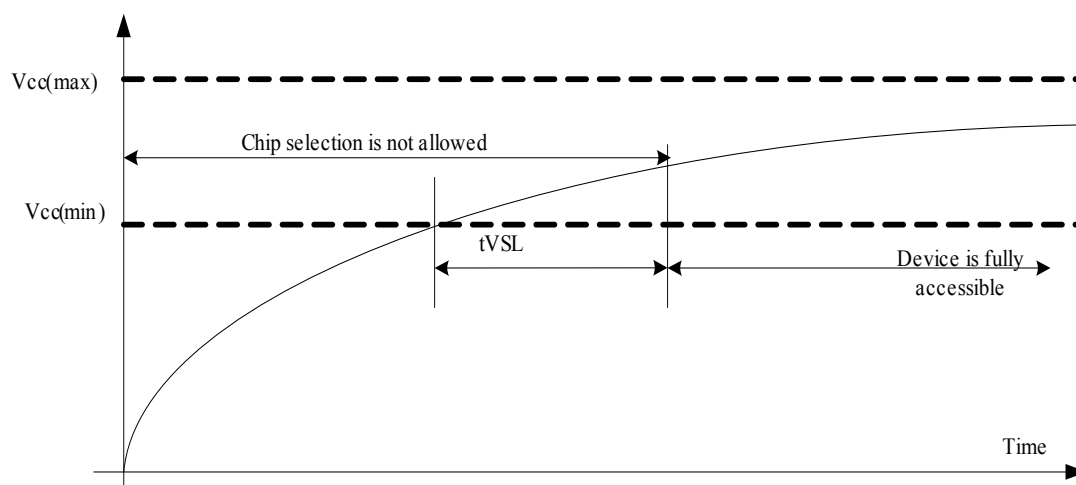 Vcc(max)
Chip selection is not allowed
Vcc(min)
tVSL
Device is fully
accessible
Time